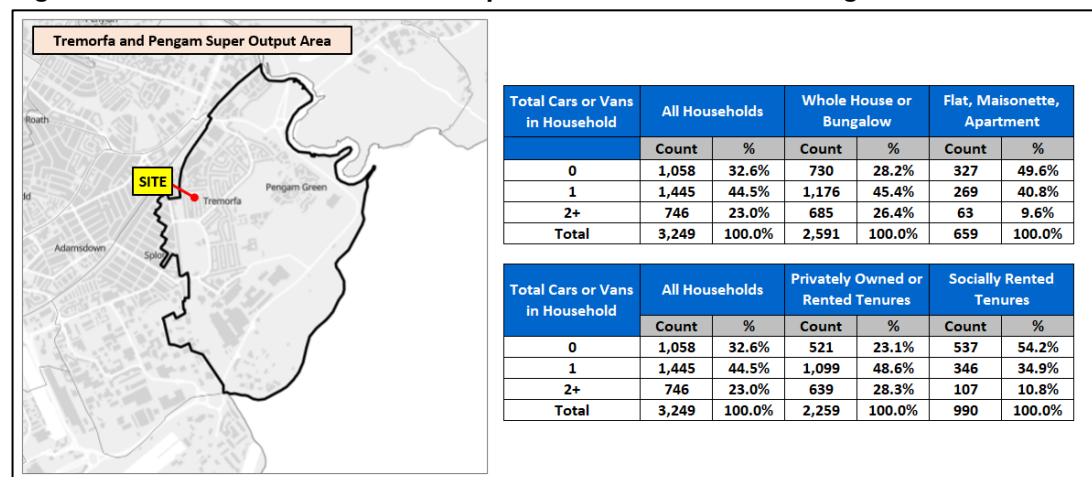 Tremorfa and Pengam Super Output Area
Roath
SITE
Pengam Green
Tremorfa
Adamsdown
Splo
Total Cars or Vans in Household All Households Whole House or Bungalow Flat, Maisonette, Apartment
Count % Count % Count %
0 1,058 32.6% 730 28.2% 327 49.6%
1 1,445 44.5% 1,176 45.4% 269 40.8%
2+ 746 23.0% 685 26.4% 63 9.6%
Total 3,249 100.0% 2,591 100.0% 659 100.0%
Total Cars or Vans in Household All Households Privately Owned or Rented Tenures Socially Rented Tenures
Count % Count % Count %
0 1,058 32.6% 521 23.1% 537 54.2%
1 1,445 44.5% 1,099 48.6% 346 34.9%
2+ 746 23.0% 639 28.3% 107 10.8%
Total 3,249 100.0% 2,259 100.0% 990 100.0%